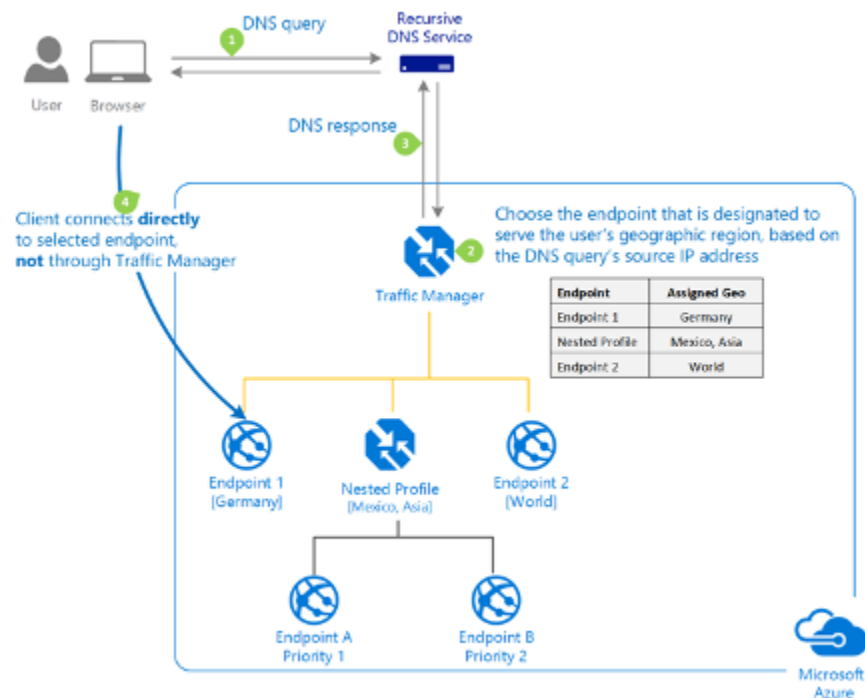 DNS query
1
Recursive
DNS Service
User
Browser
DNS response
3
4
Client connects directly
to selected endpoint,
not through Traffic Manager
2
Choose the endpoint that is designated to
serve the user's geographic region, based on
the DNS query's source IP address
Traffic Manager
Endpoint Assigned Geo
Endpoint 1 Germany
Nested Profile Mexico, Asia
Endpoint 2 World
Endpoint 1
[Germany]
Nested Profile
[Mexico, Asia]
Endpoint 2
[World]
Endpoint A
Priority 1
Endpoint B
Priority 2
Microsoft
Azure